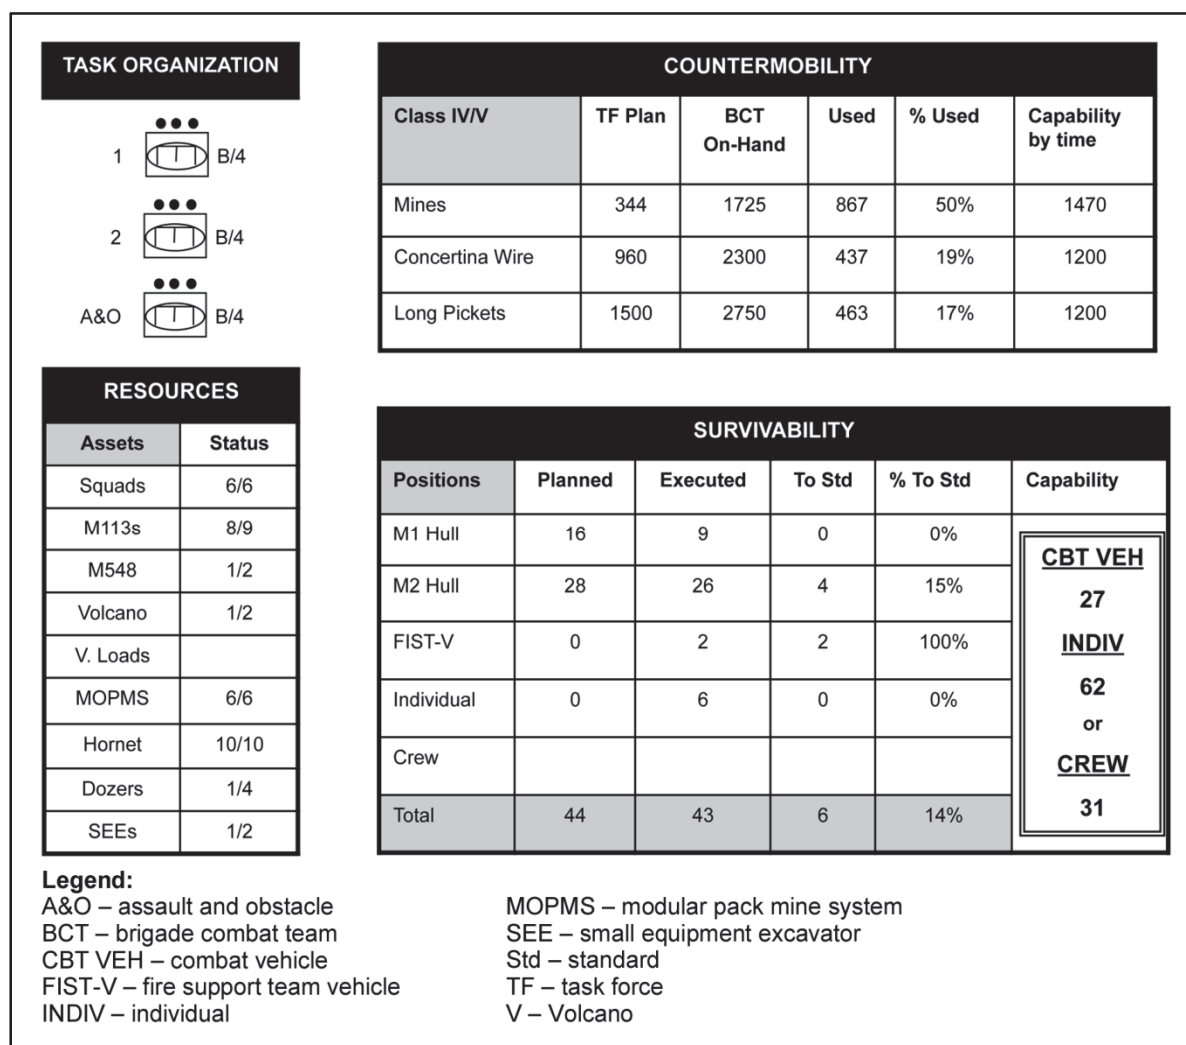 TASK ORGANIZATION
1 B/4
2 B/4
A&O B/4
RESOURCES
Assets Status
Squads 6/6
M113s 8/9
M548 1/2
Volcano 1/2
V. Loads
MOPMS 6/6
Hornet 10/10
Dozers 1/4
SEEs 1/2
COUNTERMOBILITY
Class IV/V TF Plan BCT On-Hand Used % Used Capability by time
Mines 344 1725 867 50% 1470
Concertina Wire 960 2300 437 19% 1200
Long Pickets 1500 2750 463 17% 1200
SURVIVABILITY
Positions Planned Executed To Std % To Std Capability
M1 Hull 16 9 0 0%
M2 Hull 28 26 4 15%
FIST-V 0 2 2 100%
Individual 0 6 0 0%
Crew
Total 44 43 6 14%
CBT VEH
27
INDIV
62
or
CREW
31
Legend:
A&O – assault and obstacle
BCT – brigade combat team
CBT VEH – combat vehicle
FIST-V – fire support team vehicle
INDIV – individual
MOPMS – modular pack mine system
SEE – small equipment excavator
Std – standard
TF – task force
V – Volcano